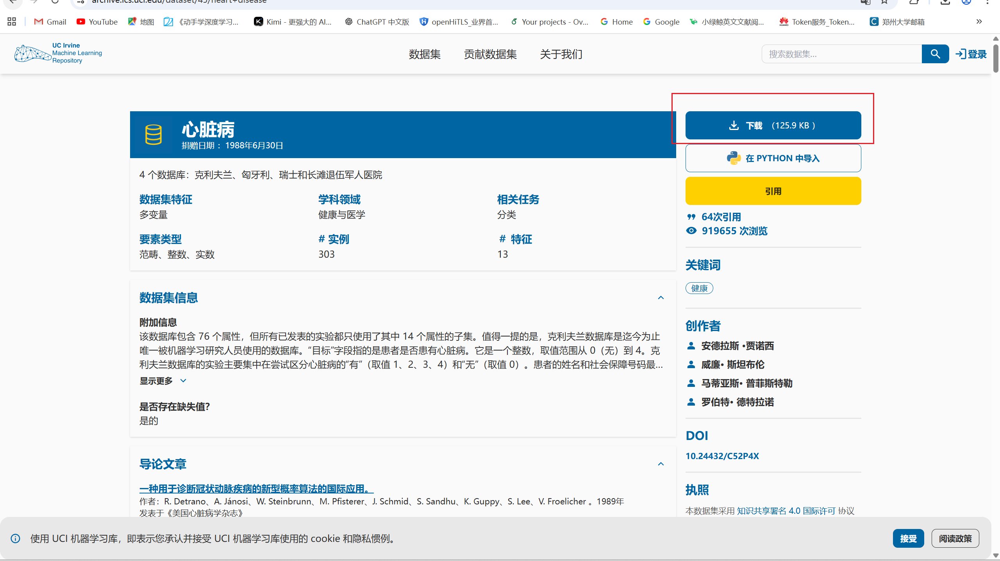 archive.ics.uci.edu/dataset/45/heart+disease
Gmail
YouTube
地图
《动手学深度学习...
Kimi - 更强大的 AI...
ChatGPT 中文版
openHiTLS_业界首...
Your projects - Ov...
Home
Google
小绿鲸英文文献阅...
Token服务_Token...
郑州大学邮箱
UC Irvine
Machine Learning
Repository
数据集
贡献数据集
关于我们
搜索数据集...
登录
心脏病
捐赠日期 ： 1988年6月30日
4 个数据库：克利夫兰、匈牙利、瑞士和长滩退伍军人医院
数据集特征
学科领域
相关任务
多变量
健康与医学
分类
要素类型
# 实例
# 特征
范畴、整数、实数
303
13
数据集信息
附加信息
该数据库包含 76 个属性，但所有已发表的实验都只使用了其中 14 个属性的子集。值得一提的是，克利夫兰数据库是迄今为止
唯一被机器学习研究人员使用的数据库。“目标”字段指的是患者是否患有心脏病。它是一个整数，取值范围从 0（无）到 4。克
利夫兰数据库的实验主要集中在尝试区分心脏病的“有”（取值 1、2、3、4）和“无”（取值 0）。患者的姓名和社会保障号码最...
显示更多
是否存在缺失值？
是的
导论文章
一种用于诊断冠状动脉疾病的新型概率算法的国际应用。
作者：R. Detrano、A. Jánosi、W. Steinbrunn、M. Pfisterer、J. Schmid、S. Sandhu、K. Guppy、S. Lee、V. Froelicher 。1989年
发表于《美国心脏病学杂志》
下载 （125.9 KB ）
在 PYTHON 中导入
引用
64次引用
919655 次浏览
关键词
健康
创作者
安德拉斯 •贾诺西
威廉• 斯坦布伦
马蒂亚斯• 普菲斯特勒
罗伯特• 德特拉诺
DOI
10.24432/C52P4X
执照
本数据集采用 知识共享署名 4.0 国际许可 协议
使用 UCI 机器学习库，即表示您承认并接受 UCI 机器学习库使用的 cookie 和隐私惯例。
接受
阅读政策